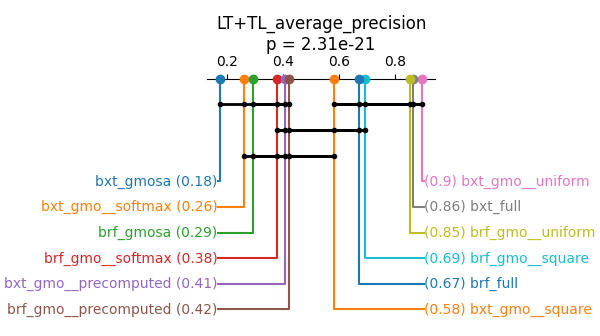 LT+TL_average_precision
p = 2.31e-21
0.2 0.4 0.6 0.8
bxt_gmosa (0.18)
(0.9) bxt_gmo__uniform
bxt_gmo__softmax (0.26)
(0.86) bxt_full
brf_gmosa (0.29)
(0.85) brf_gmo__uniform
brf_gmo__softmax (0.38)
(0.69) brf_gmo__square
bxt_gmo__precomputed (0.41)
(0.67) brf_full
brf_gmo__precomputed (0.42)
(0.58) bxt_gmo__square